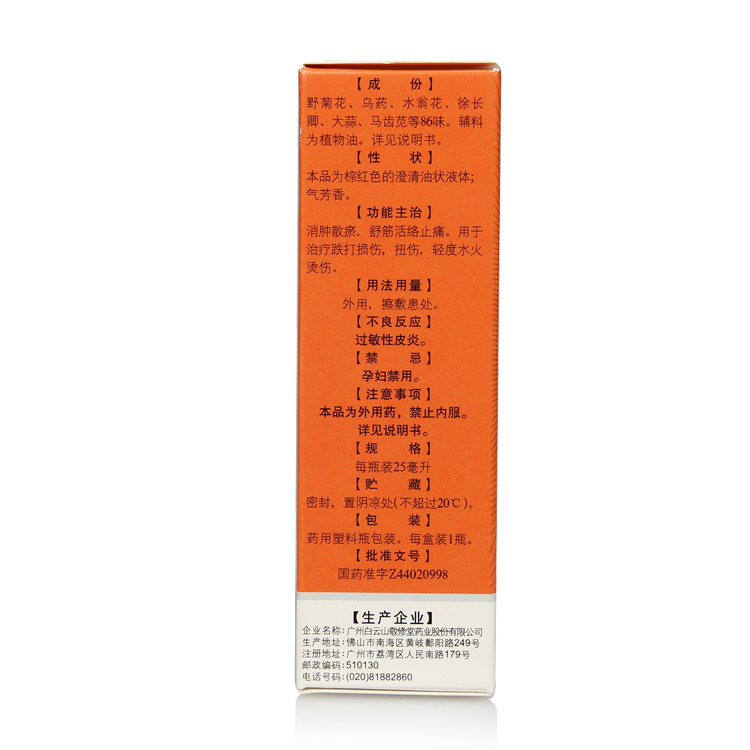 【成 份】
野菊花、乌药、水翁花、徐长
卿、大蒜、马齿苋等86味。辅料
为植物油。详见说明书。
【性 状】
本品为棕红色的澄清油状液体;
气芳香。
【功能主治】
消肿散瘀，舒筋活络止痛。用于
治疗跌打损伤，扭伤，轻度水火
烫伤。
【用法用量】
外用，擦敷患处。
【不良反应】
过敏性皮炎。
【禁 忌】
孕妇禁用。
【注意事项】
本品为外用药，禁止内服。
详见说明书。
【规 格】
每瓶装25毫升
【贮 藏】
密封，置阴凉处(不超过20℃)。
【包 装】
药用塑料瓶包装。每盒装1瓶。
【批准文号】
国药准字Z44020998
【生产企业】
企业名称:广州白云山敬修堂药业股份有限公司
生产地址:佛山市南海区黄岐鄱阳路249号
注册地址:广州市荔湾区人民南路179号
邮政编码:510130
电话号码:(020)81882860